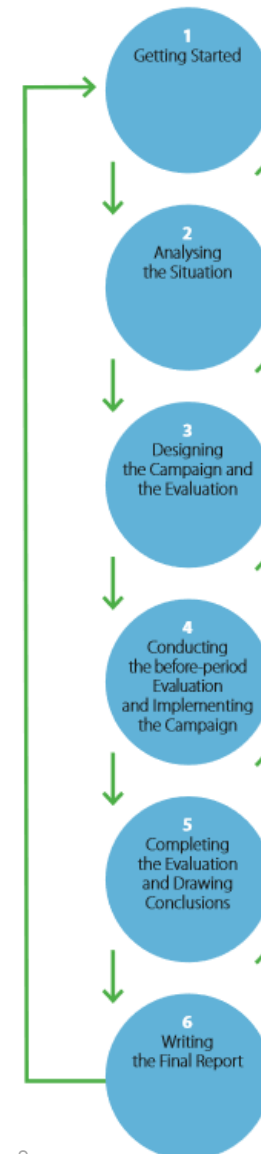 1
Getting Started
2
Analysing
the Situation
3
Designing
the Campaign and
the Evaluation
4
Conducting
the before-period
Evaluation
and Implementing
the Campaign
5
Completing
the Evaluation
and Drawing
Conclusions
6
Writing
the Final Report